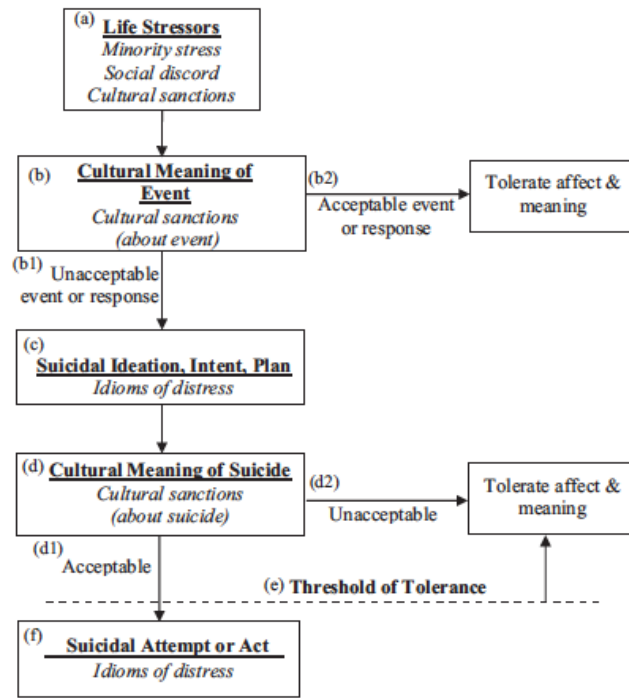 (a)
Life Stressors
Minority stress
Social discord
Cultural sanctions
(b)
Cultural Meaning of
Event
Cultural sanctions
(about event)
(b2)
Acceptable event
or response
Tolerate affect &
meaning
(b1)
Unacceptable
event or response
(c)
Suicidal Ideation, Intent, Plan
Idioms of distress
(d)
Cultural Meaning of Suicide
Cultural sanctions
(about suicide)
(d2)
Unacceptable
Tolerate affect &
meaning
(d1)
Acceptable
(e) Threshold of Tolerance
(f)
Suicidal Attempt or Act
Idioms of distress